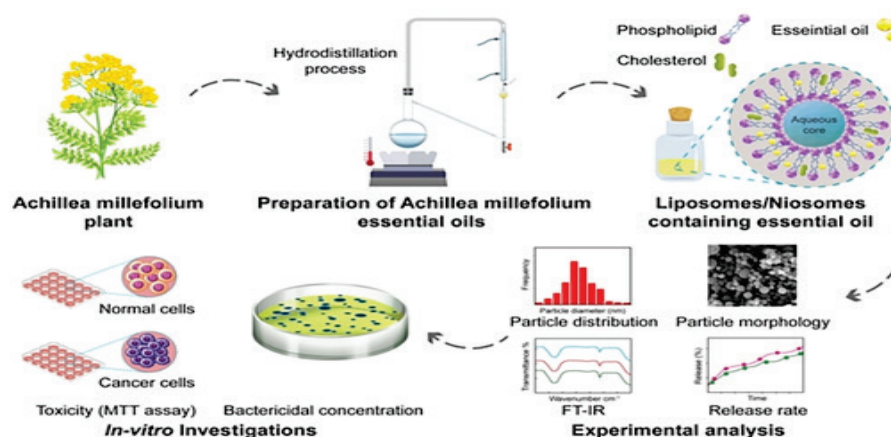 Hydrodistillation
process
Phospholipid
Esseintial oil
Cholesterol
Aqueous
core
Achillea millefolium
plant
Preparation of Achillea millefolium
essential oils
Liposomes/Niosomes
containing essential oil
Normal cells
Cancer cells
Toxicity (MTT assay)
Bactericidal concentration
In-vitro Investigations
Frequency
Particle diameter (nm)
Particle distribution
Particle morphology
Transmittance %
Wavenumber cm⁻¹
FT-IR
Release (%)
Time
Release rate
Experimental analysis